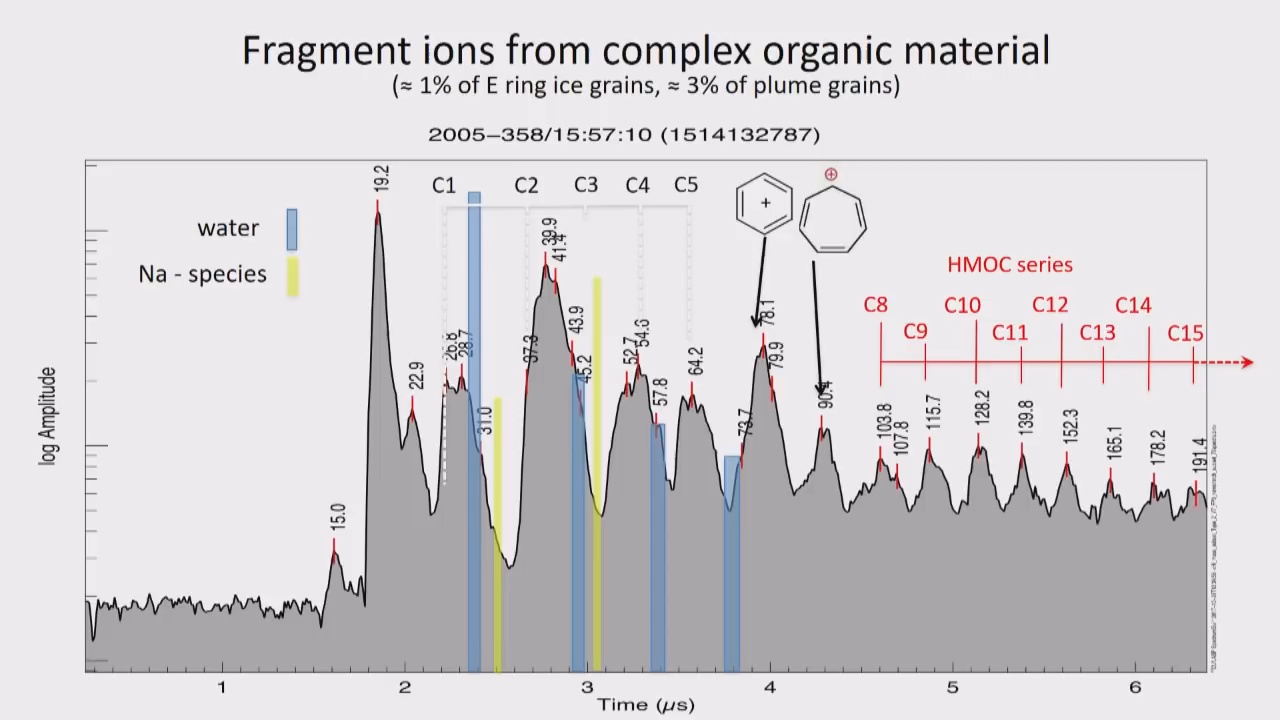 Fragment ions from complex organic material
(≈ 1% of E ring ice grains, ≈ 3% of plume grains)
2005–358/15:57:10 (1514132787)
C1
C2
C3
C4
C5
+
⊕
water
Na - species
HMOC series
C8
C9
C10
C11
C12
C13
C14
C15
log Amplitude
15.0
19.2
22.9
26.8
28.7
31.0
37.3
39.9
41.4
43.9
45.2
52.7
54.6
57.8
64.2
73.7
78.1
79.9
90.4
103.8
107.8
115.7
128.2
139.8
152.3
165.1
178.2
191.4
1
2
3
4
5
6
Time (µs)